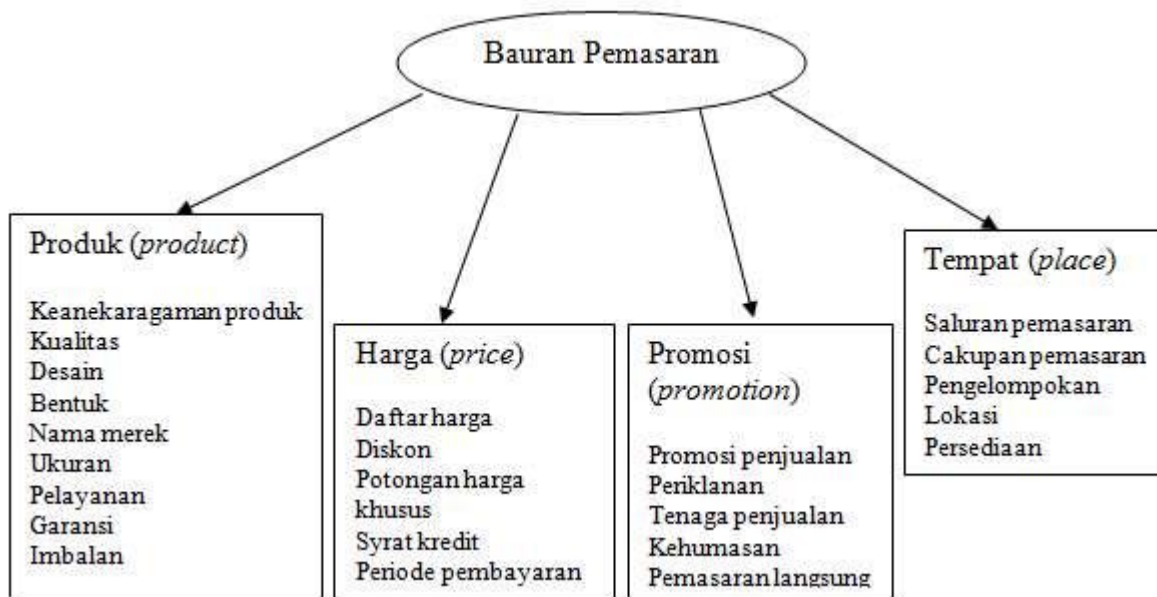 Bauran Pemasaran
Produk (product)
Keanekaragaman produk
Kualitas
Desain
Bentuk
Nama merek
Ukuran
Pelayanan
Garansi
Imbalan
Harga (price)
Daftar harga
Diskon
Potongan harga
khusus
Syrat kredit
Periode pembayaran
Promosi
(promotion)
Promosi penjualan
Periklanan
Tenaga penjualan
Kehumasan
Pemasaran langsung
Tempat (place)
Saluran pemasaran
Cakupan pemasaran
Pengelompokan
Lokasi
Persediaan